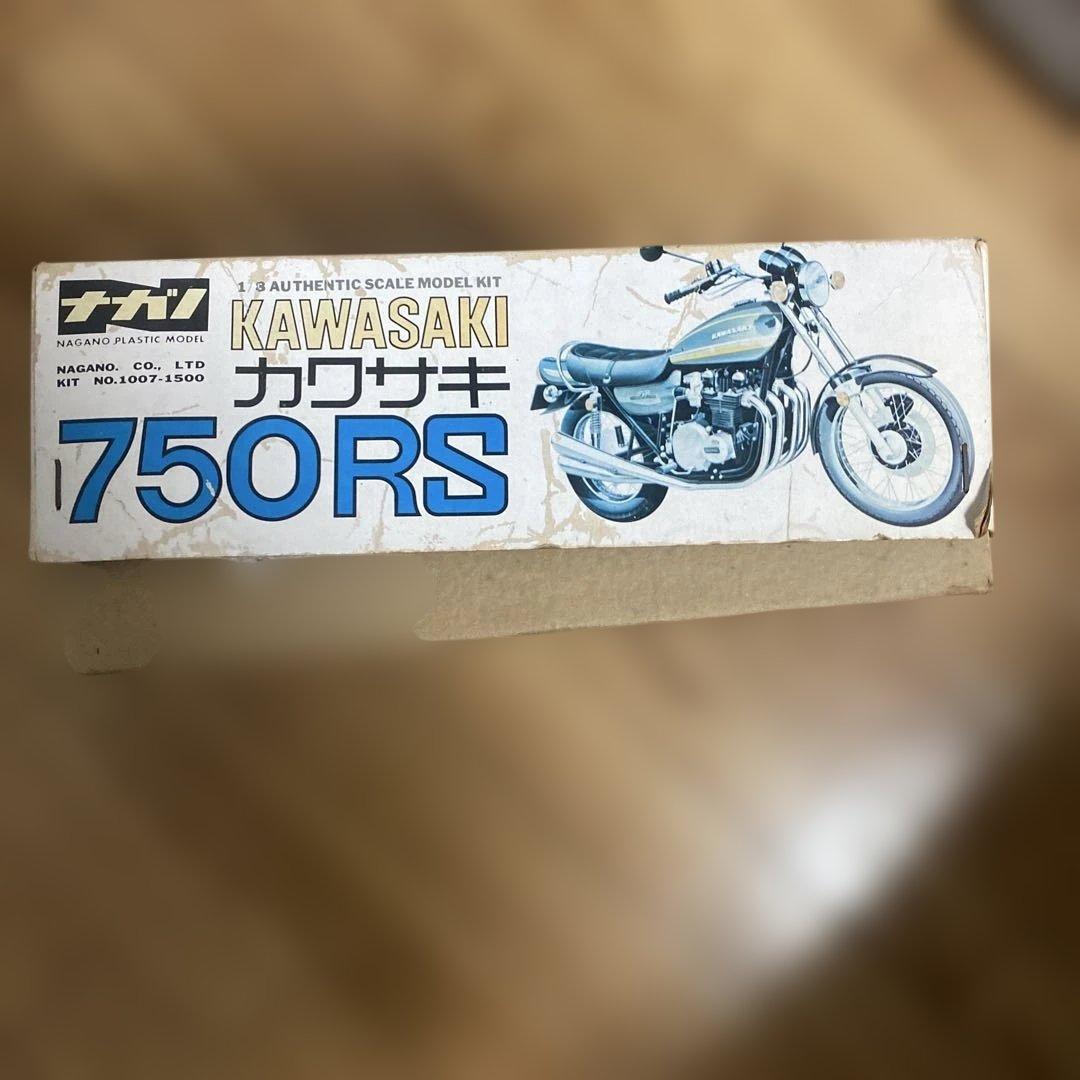 ナガノ
NAGANO PLASTIC MODEL
NAGANO. CO., LTD
KIT NO.1007-1500
1/8 AUTHENTIC SCALE MODEL KIT
KAWASAKI
カワサキ
750RS
KAWASAKI